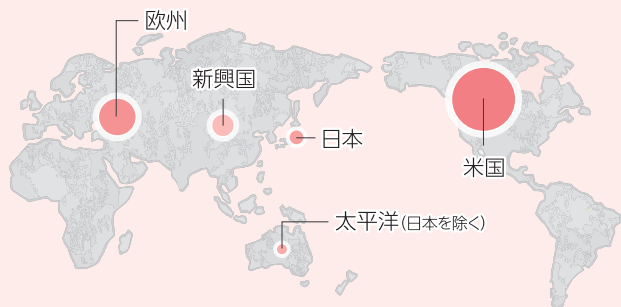 欧州
新興国
日本
米国
太平洋(日本を除く)